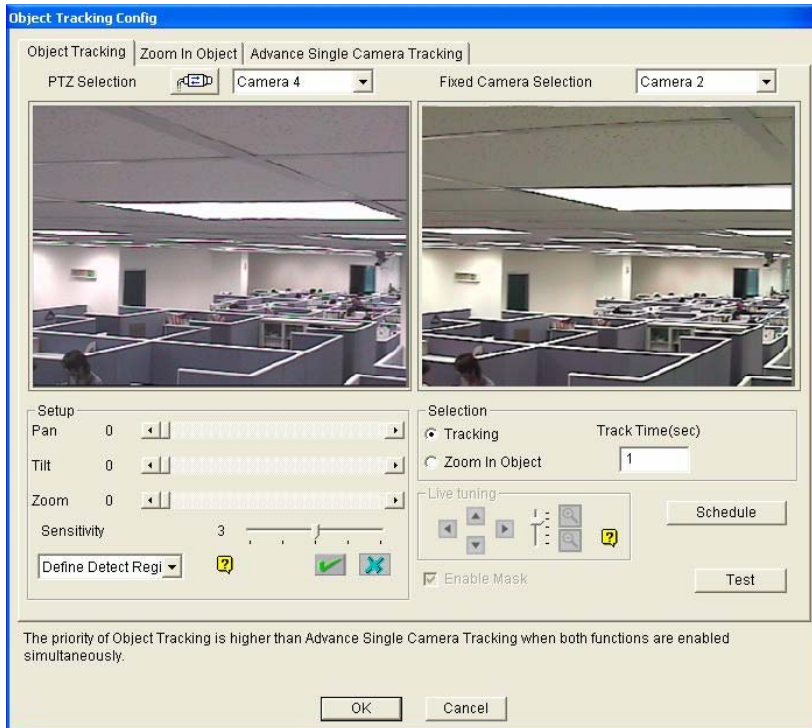 Object Tracking Config
Object Tracking Zoom In Object Advance Single Camera Tracking
PTZ Selection Camera 4 Fixed Camera Selection Camera 2
Setup
Pan 0
Tilt 0
Zoom 0
Sensitivity 3
Define Detect Regi
?
Selection
Tracking Track Time(sec)
Zoom In Object 1
Live tuning
?
Schedule
Enable Mask Test
The priority of Object Tracking is higher than Advance Single Camera Tracking when both functions are enabled
simultaneously.
OK Cancel